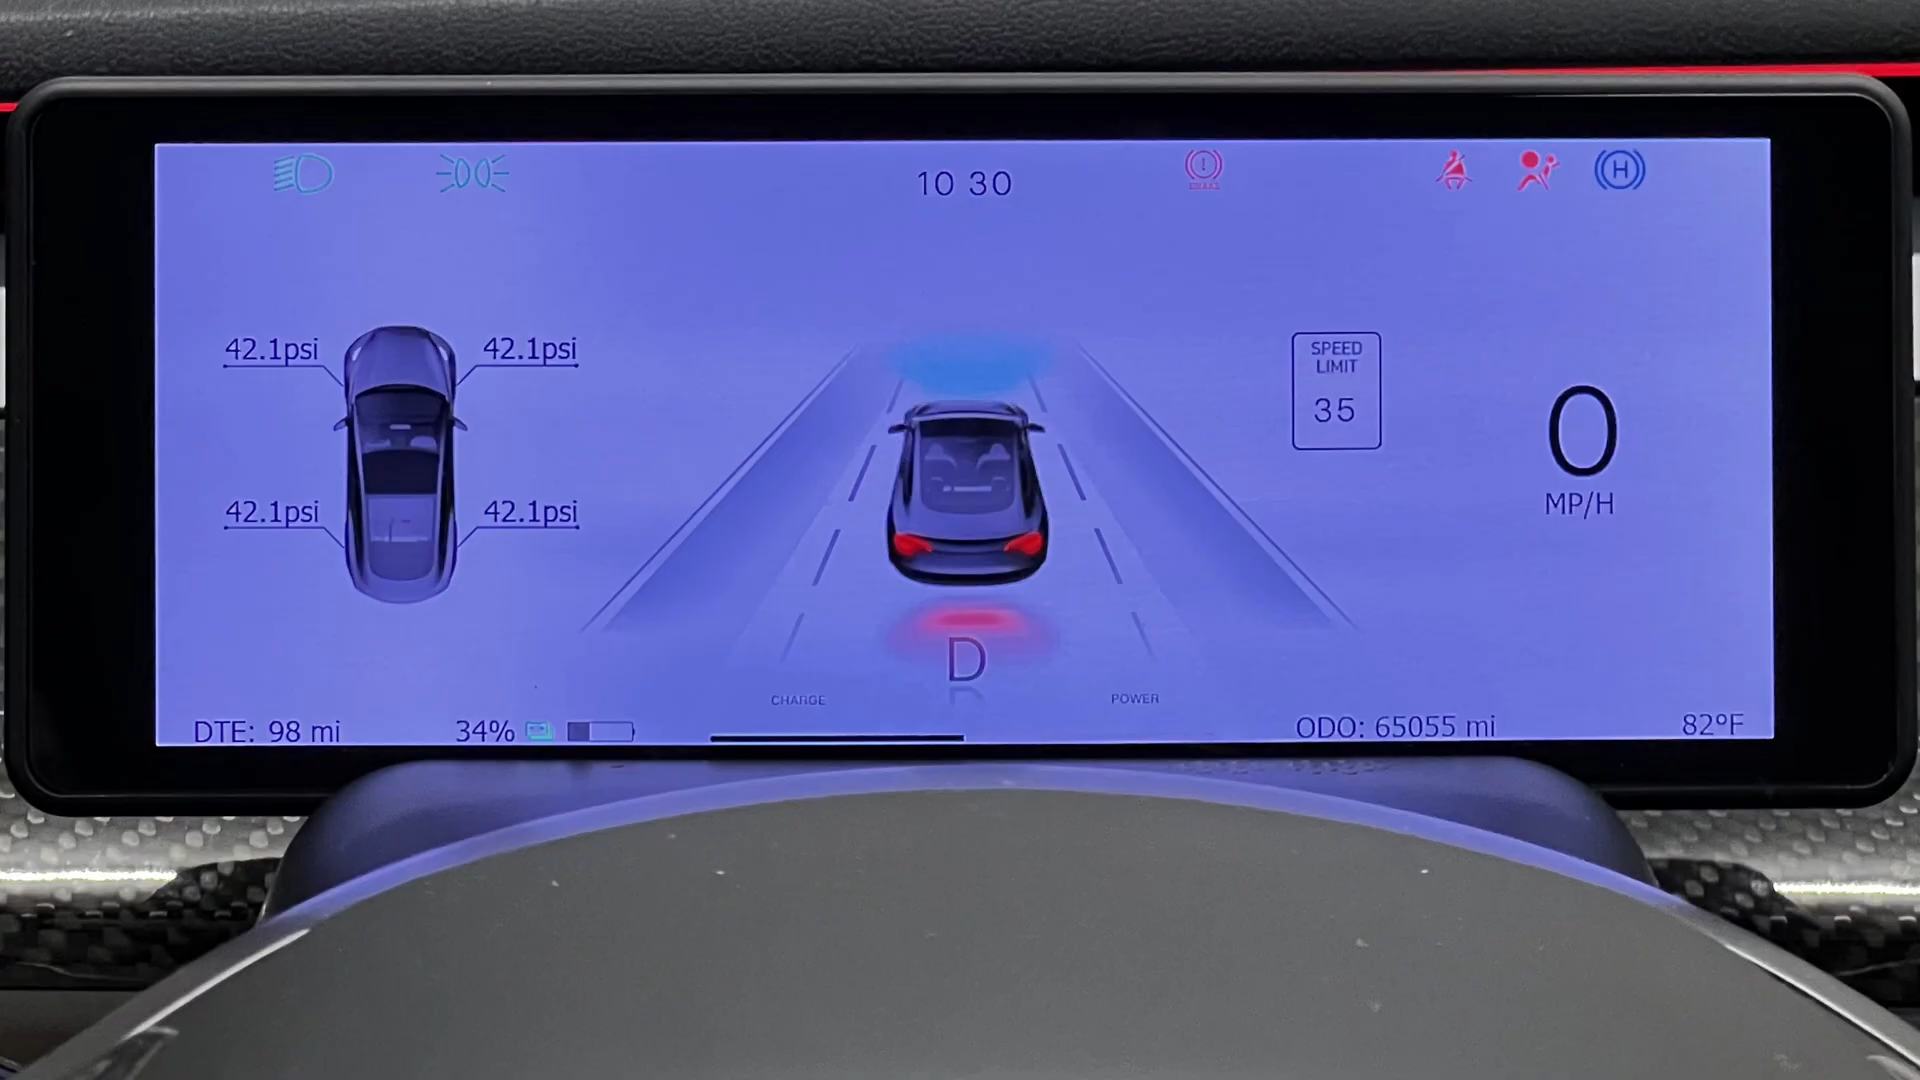 10 30
BRAKE
H
42.1psi
42.1psi
SPEED
LIMIT
35
0
MP/H
42.1psi
42.1psi
D
CHARGE
POWER
DTE: 98 mi
34%
ODO: 65055 mi
82°F